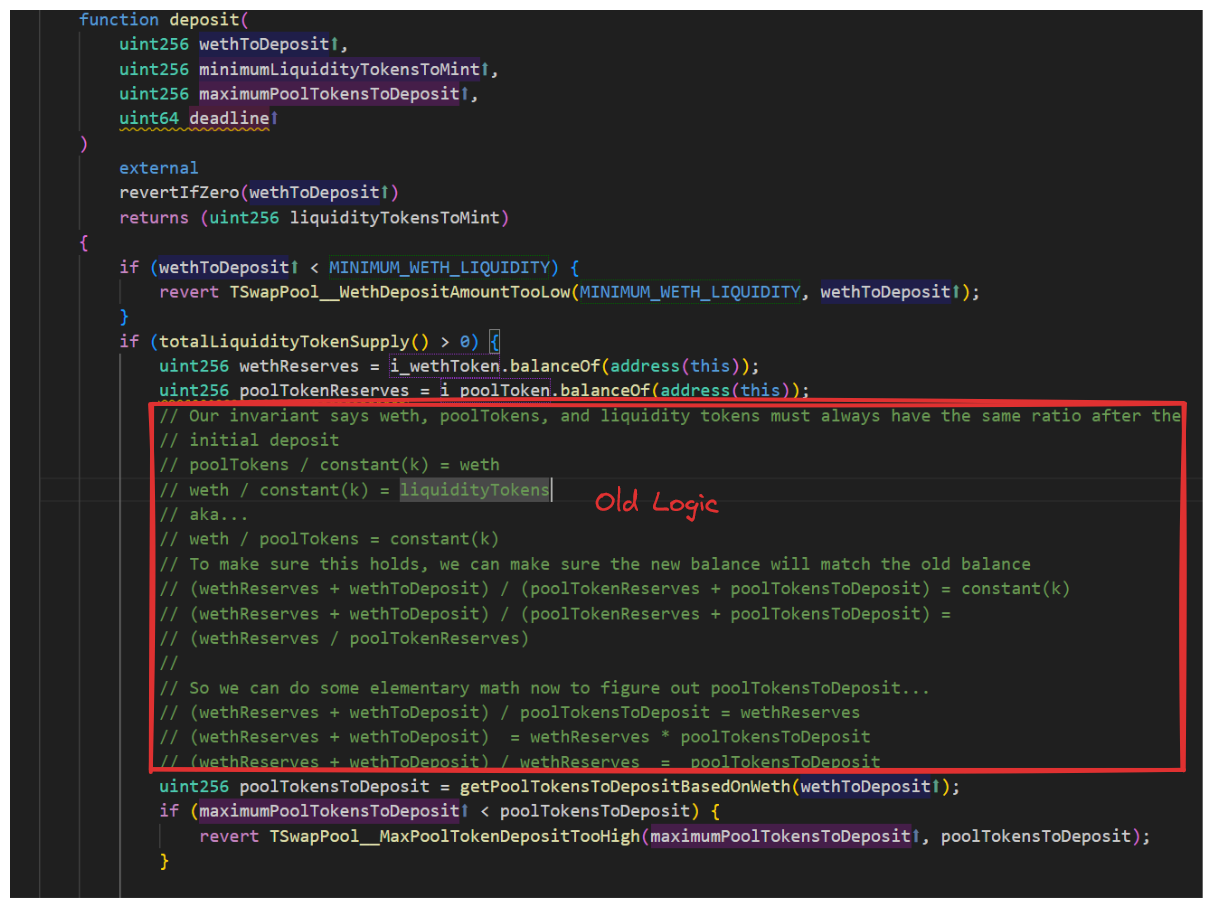 function deposit(
uint256 wethToDeposit↑,
uint256 minimumLiquidityTokensToMint↑,
uint256 maximumPoolTokensToDeposit↑,
uint64 deadline↑
)
external
revertIfZero(wethToDeposit↑)
returns (uint256 liquidityTokensToMint)
{
if (wethToDeposit↑ < MINIMUM_WETH_LIQUIDITY) {
revert TSwapPool__WethDepositAmountTooLow(MINIMUM_WETH_LIQUIDITY, wethToDeposit↑);
}
if (totalLiquidityTokenSupply() > 0) {
uint256 wethReserves = i_wethToken.balanceOf(address(this));
uint256 poolTokenReserves = i_poolToken.balanceOf(address(this));
// Our invariant says weth, poolTokens, and liquidity tokens must always have the same ratio after the
// initial deposit
// poolTokens / constant(k) = weth
// weth / constant(k) = liquidityTokens
Old Logic
// aka...
// weth / poolTokens = constant(k)
// To make sure this holds, we can make sure the new balance will match the old balance
// (wethReserves + wethToDeposit) / (poolTokenReserves + poolTokensToDeposit) = constant(k)
// (wethReserves + wethToDeposit) / (poolTokenReserves + poolTokensToDeposit) =
// (wethReserves / poolTokenReserves)
//
// So we can do some elementary math now to figure out poolTokensToDeposit...
// (wethReserves + wethToDeposit) / poolTokensToDeposit = wethReserves
// (wethReserves + wethToDeposit)  = wethReserves * poolTokensToDeposit
// (wethReserves + wethToDeposit) / wethReserves  =  poolTokensToDeposit
uint256 poolTokensToDeposit = getPoolTokensToDepositBasedOnWeth(wethToDeposit↑);
if (maximumPoolTokensToDeposit↑ < poolTokensToDeposit) {
revert TSwapPool__MaxPoolTokenDepositTooHigh(maximumPoolTokensToDeposit↑, poolTokensToDeposit);
}